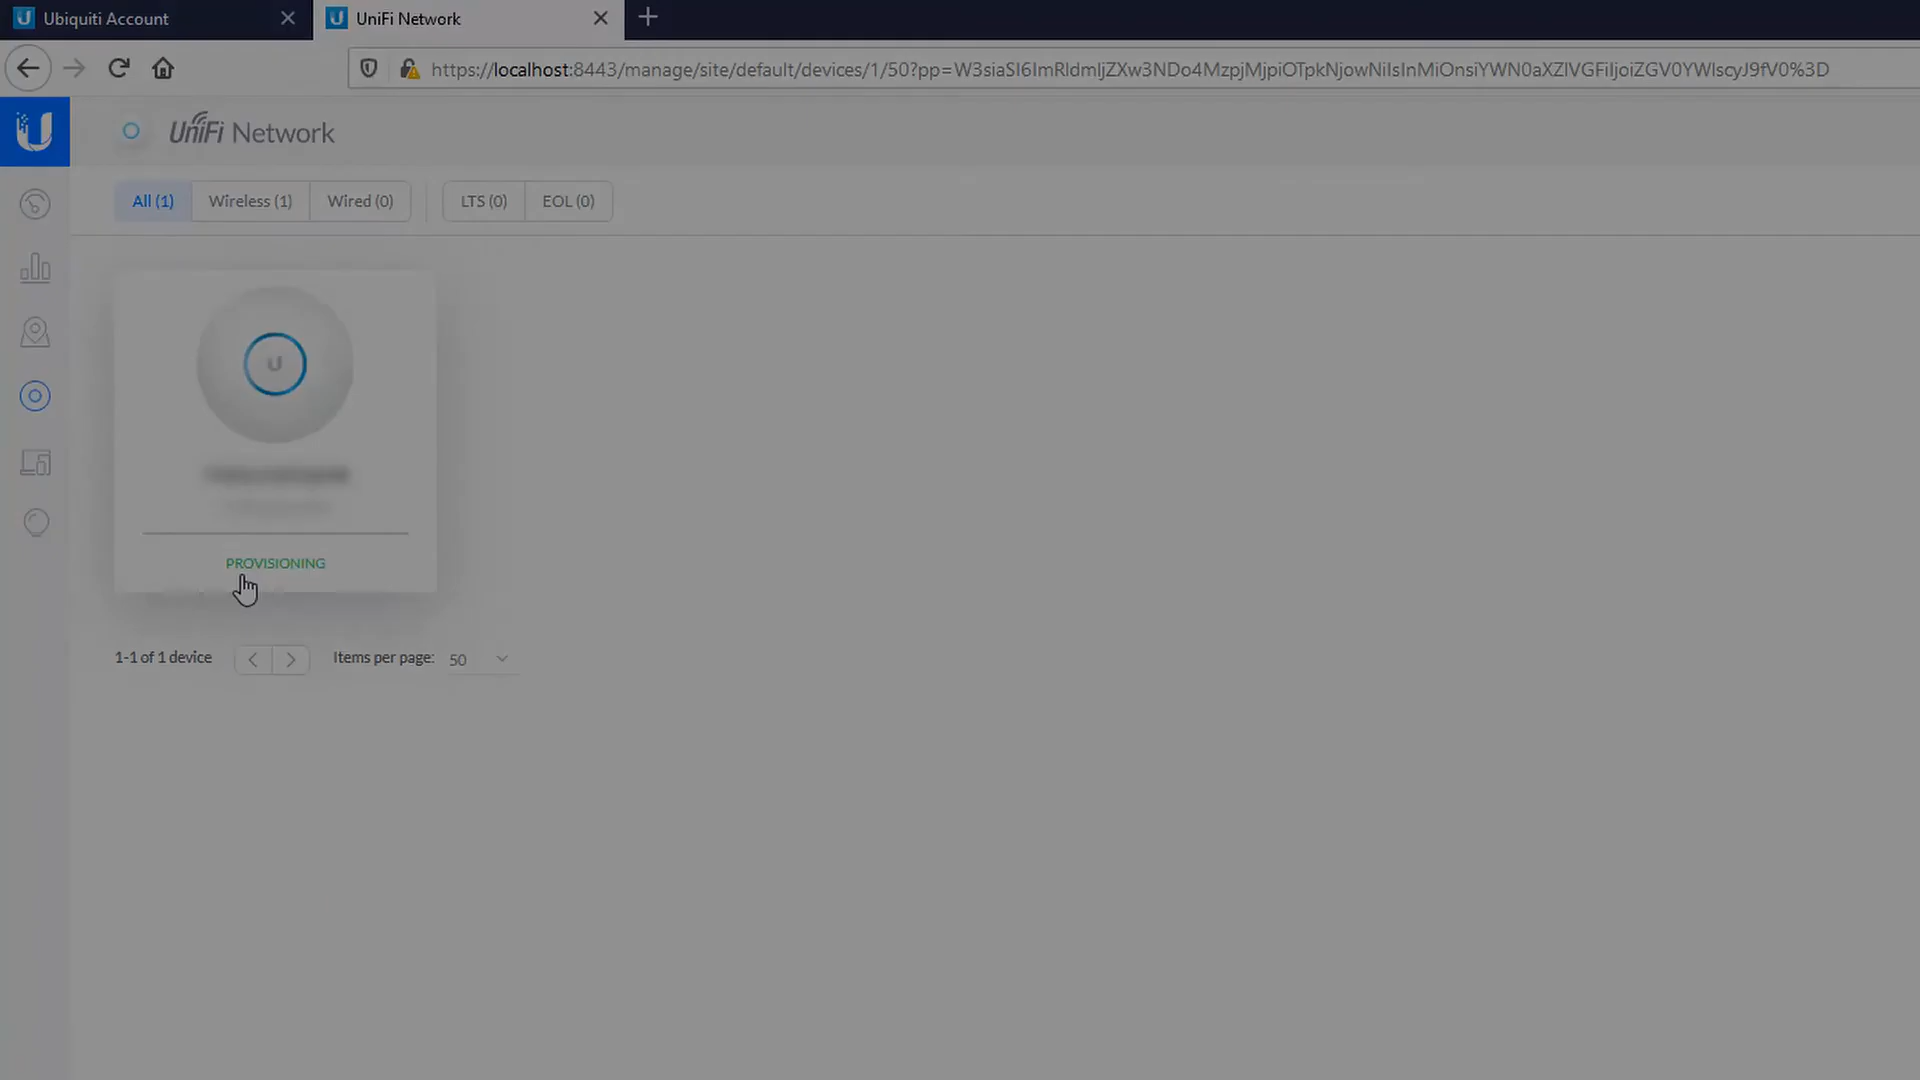 Ubiquiti Account
UniFi Network
https://localhost:8443/manage/site/default/devices/1/50?pp=W3siaSI6ImRldmljZXw3NDo4MzpjMjpiOTpkNjowNiIsInMiOnsiYWN0aXZlVGFiIjoiZGV0YWlscyJ9fV0%3D
UniFi Network
All (1) Wireless (1) Wired (0) LTS (0) EOL (0)
U
PROVISIONING
1-1 of 1 device Items per page: 50